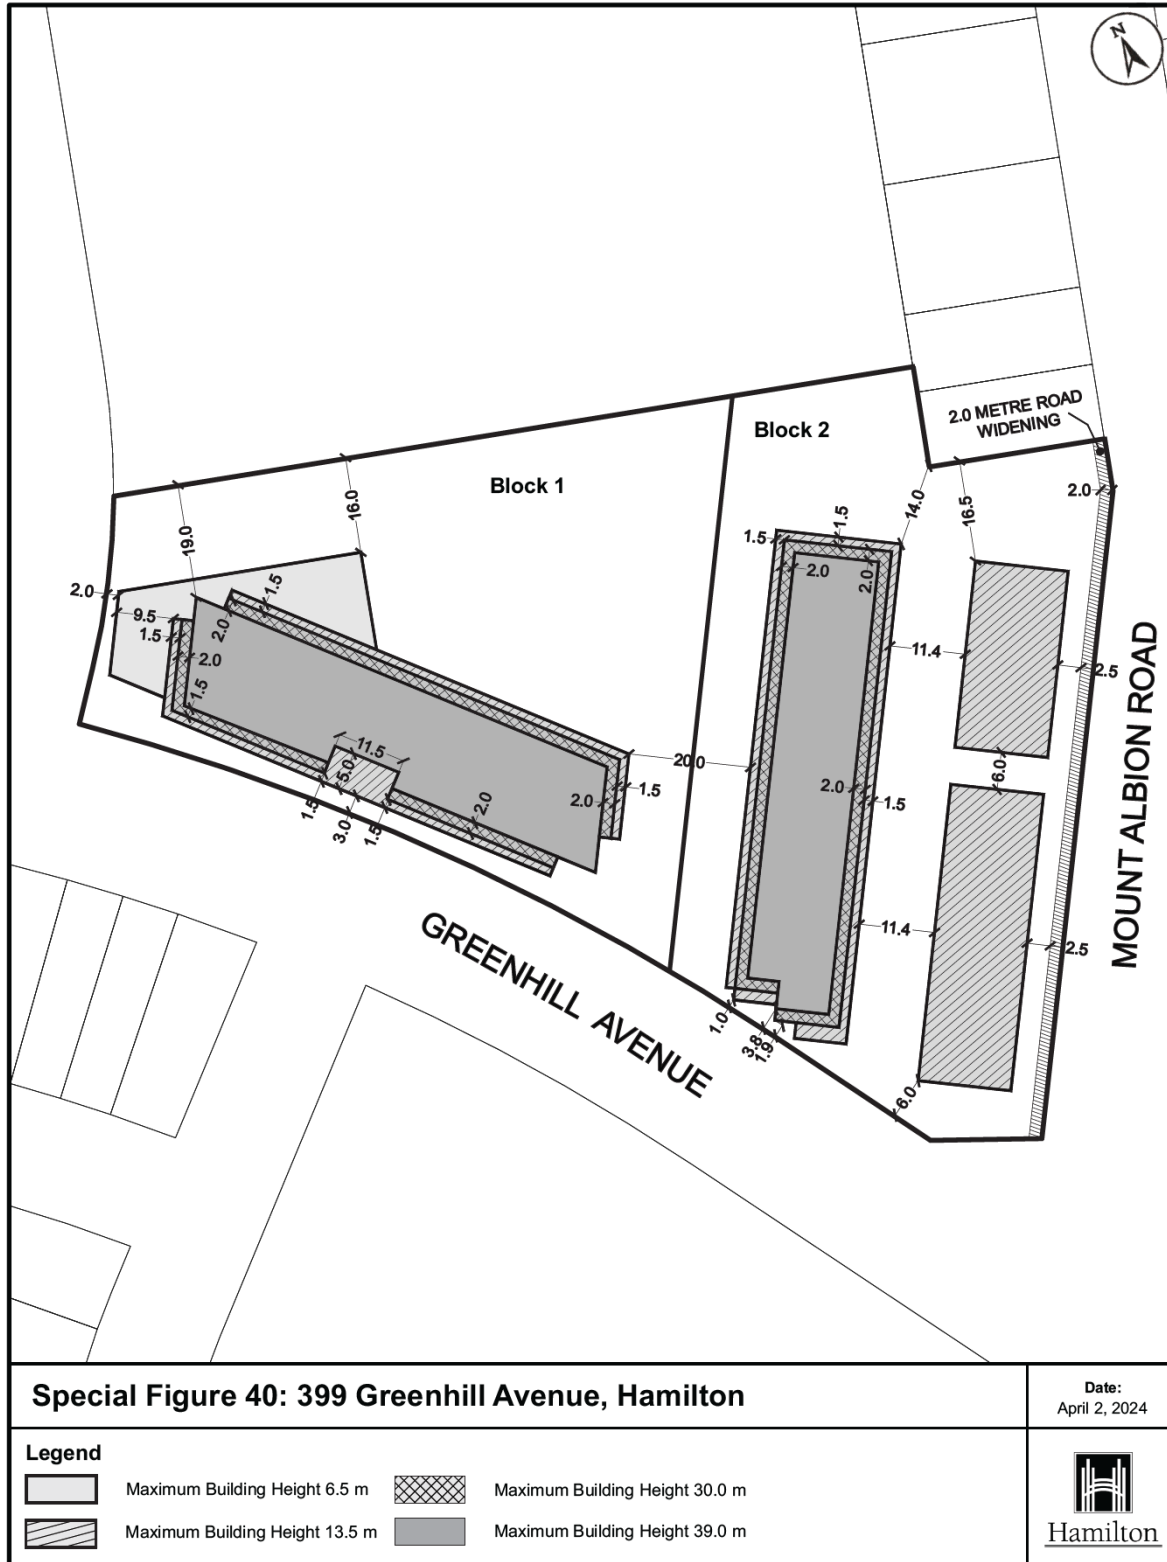 N
2.0 METRE ROAD
WIDENING
Block 2
Block 1
2.0
16.0
19.0
14.0
16.5
1.5
1.5
2.0
2.0
2.0
9.5
1.5
2.0
1.5
2.0
1.5
11.4
2.5
11.5
5.0
20.0
6.0
1.5
2.0
2.0
1.5
2.0
1.5
3.0
1.5
MOUNT ALBION ROAD
GREENHILL AVENUE
11.4
2.5
1.0
3.8
1.9
6.0
Special Figure 40: 399 Greenhill Avenue, Hamilton
Date:
April 2, 2024
Legend
Maximum Building Height 6.5 m
Maximum Building Height 30.0 m
Maximum Building Height 13.5 m
Maximum Building Height 39.0 m
Hamilton